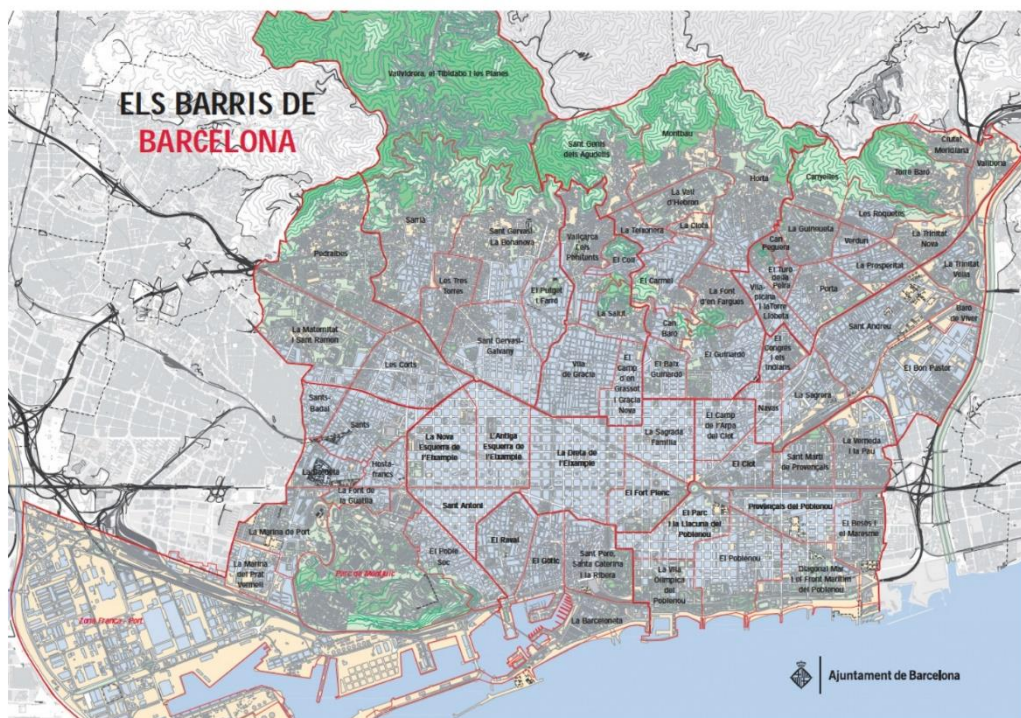 ELS BARRIS DE
BARCELONA
Vallvidrera, el Tibidabo i les Planes
Sant Genís
dels Agudells
Montbau
Horta
Canyelles
Torre Baró
Ciutat
Meridiana
Vallbona
La Vall
d'Hebron
La Teixonera
La Clota
Les Roquetes
La Guineueta
Verdun
La Trinitat
Nova
La Prosperitat
La Trinitat
Vella
Baró
de Viver
Can
Peguera
El Turó
de la
Peira
Porta
Vila-
picina
i la Torre
Llobeta
Sant Andreu
El Bon Pastor
Sarrià
Sant Gervasi-
La Bonanova
Vallcarca
i els
Penitents
El Coll
El Carmel
La Font
d'en Fargues
Pedralbes
Les Tres
Torres
El Putget
i Farró
La Salut
Can
Baró
La Maternitat
i Sant Ramon
Les Corts
Sant Gervasi-
Galvany
Vila
de Gràcia
El
Camp
d'en
Grassot
i Gràcia
Nova
El Baix
Guinardó
El Guinardó
El
Congrés
i els
Indians
La Sagrera
Navas
Sants-
Badal
Sants
La Nova
Esquerra de
l'Eixample
L'Antiga
Esquerra de
l'Eixample
La Dreta de
l'Eixample
La Sagrada
Família
El Camp
de l'Arpa
del Clot
El Clot
Sant Martí
de Provençals
La Verneda
i la Pau
La Bordeta
Hosta-
francs
La Font de
la Guatlla
Sant Antoni
El Fort Pienc
El Parc
i la Llacuna del
Poblenou
Provençals del Poblenou
El Besòs i
el Maresme
La Marina de Port
La Marina
del Prat
Vermell
Parc de Montjuïc
El Poble
Sec
El Raval
El Gòtic
Sant Pere,
Santa Caterina
i la Ribera
La Vila
Olímpica
del
Poblenou
El Poblenou
Diagonal Mar
i el Front Marítim
del Poblenou
Zona Franca - Port
La Barceloneta
Ajuntament de Barcelona